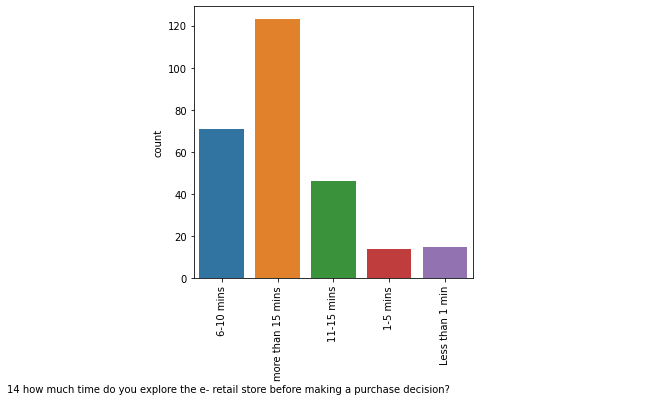 120
100
80
60
40
20
0
count
6-10 mins
more than 15 mins
11-15 mins
1-5 mins
Less than 1 min
14 how much time do you explore the e- retail store before making a purchase decision?